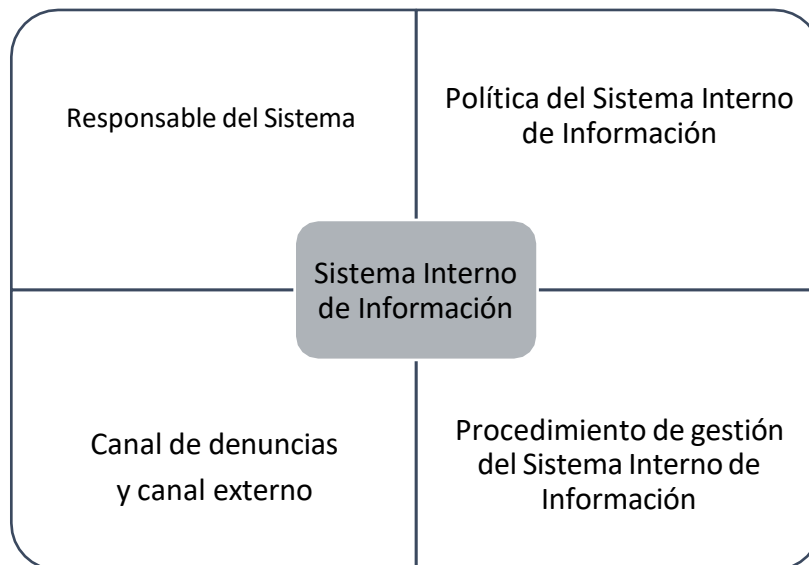 Responsable del Sistema
Política del Sistema Interno
de Información
Sistema Interno
de Información
Canal de denuncias
y canal externo
Procedimiento de gestión
del Sistema Interno de
Información